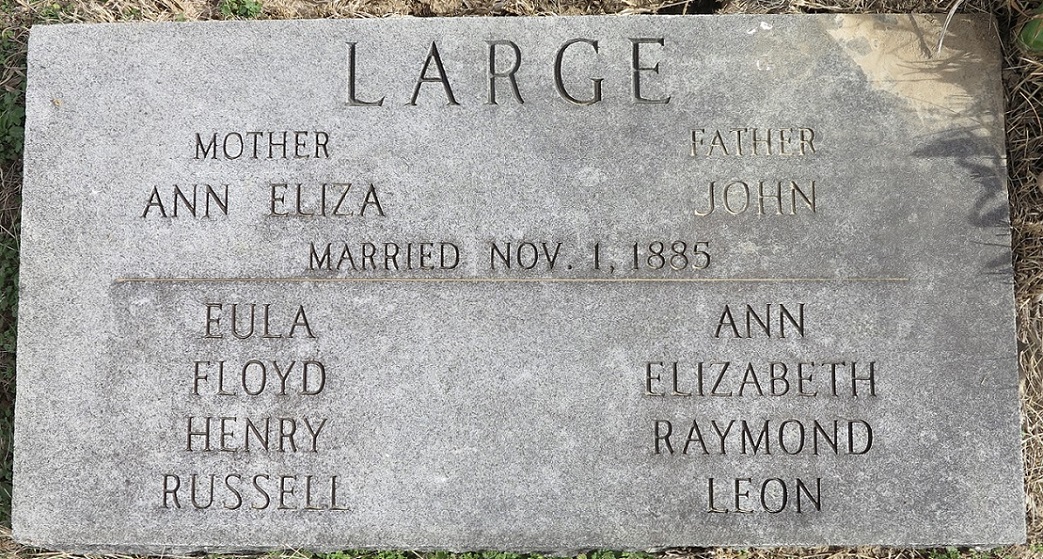 LARGE
MOTHER FATHER
ANN ELIZA JOHN
MARRIED NOV. 1, 1885
EULA ANN
FLOYD ELIZABETH
HENRY RAYMOND
RUSSELL LEON